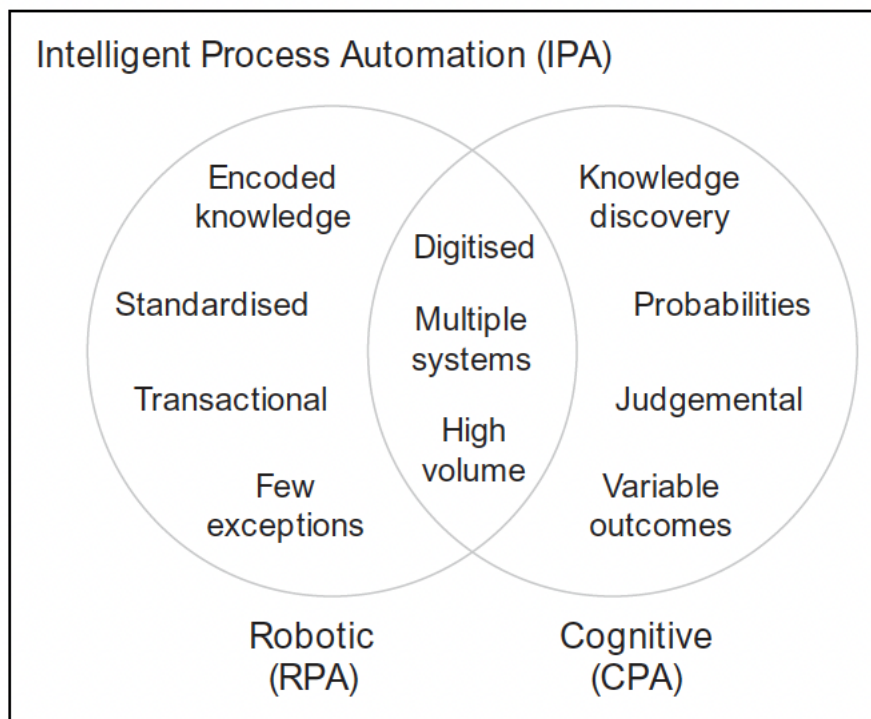 Intelligent Process Automation (IPA)
Encoded
knowledge
Standardised
Transactional
Few
exceptions
Digitised
Multiple
systems
High
volume
Knowledge
discovery
Probabilities
Judgemental
Variable
outcomes
Robotic
(RPA)
Cognitive
(CPA)